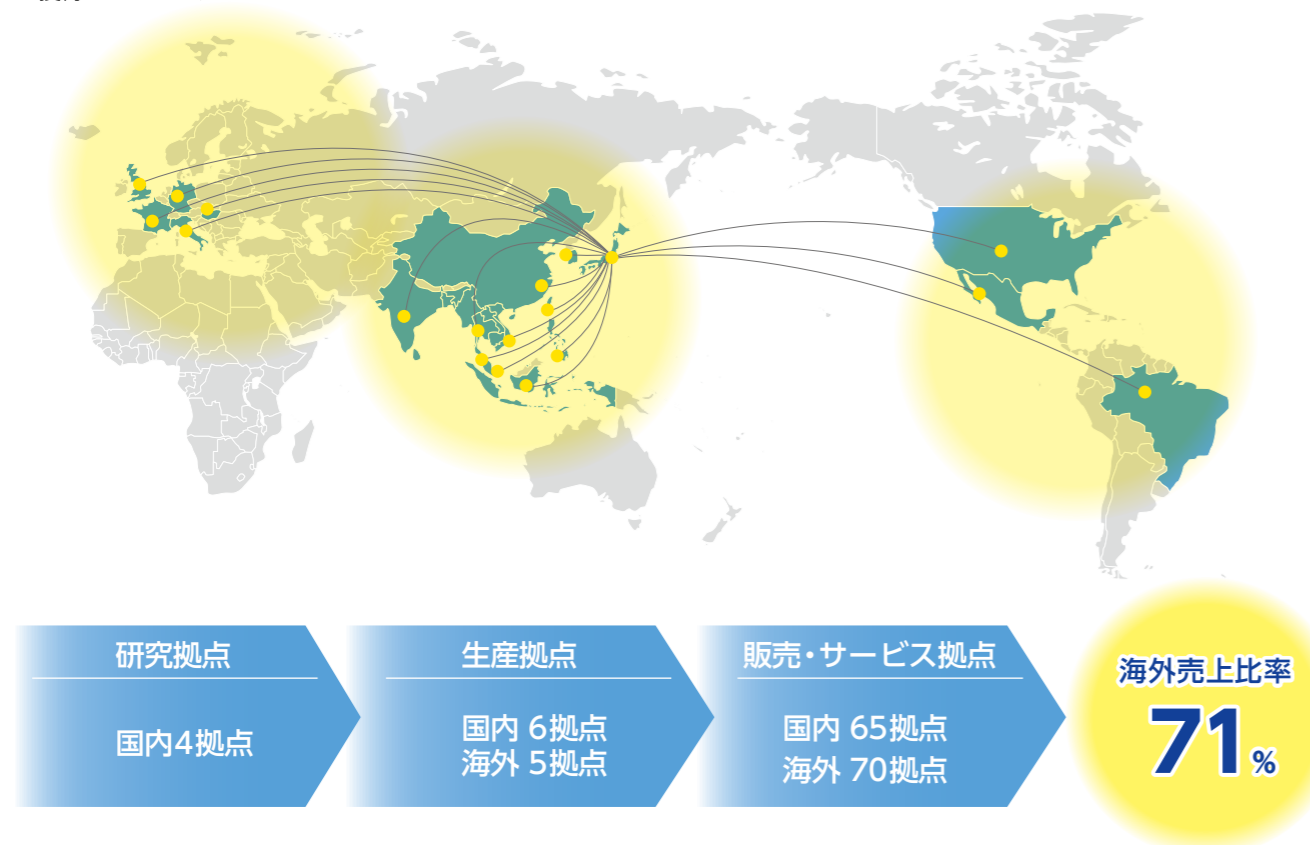 研究拠点
国内4拠点
生産拠点
国内 6拠点
海外 5拠点
販売・サービス拠点
国内 65拠点
海外 70拠点
海外売上比率
71%